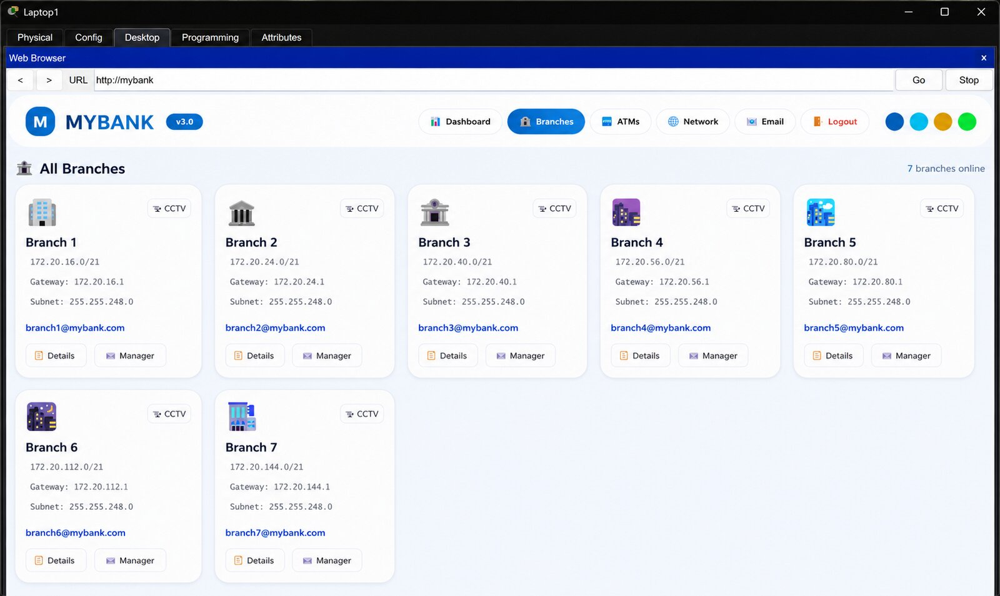 Laptop1
Physical Config Desktop Programming Attributes
Web Browser x
< > URL http://mybank Go Stop
M MYBANK v3.0 Dashboard Branches ATMs Network Email Logout
All Branches 7 branches online
CCTV CCTV CCTV CCTV CCTV
Branch 1 Branch 2 Branch 3 Branch 4 Branch 5
172.20.16.0/21 172.20.24.0/21 172.20.40.0/21 172.20.56.0/21 172.20.80.0/21
Gateway: 172.20.16.1 Gateway: 172.20.24.1 Gateway: 172.20.40.1 Gateway: 172.20.56.1 Gateway: 172.20.80.1
Subnet: 255.255.248.0 Subnet: 255.255.248.0 Subnet: 255.255.248.0 Subnet: 255.255.248.0 Subnet: 255.255.248.0
branch1@mybank.com branch2@mybank.com branch3@mybank.com branch4@mybank.com branch5@mybank.com
Details Manager Details Manager Details Manager Details Manager Details Manager
CCTV CCTV
Branch 6 Branch 7
172.20.112.0/21 172.20.144.0/21
Gateway: 172.20.112.1 Gateway: 172.20.144.1
Subnet: 255.255.248.0 Subnet: 255.255.248.0
branch6@mybank.com branch7@mybank.com
Details Manager Details Manager